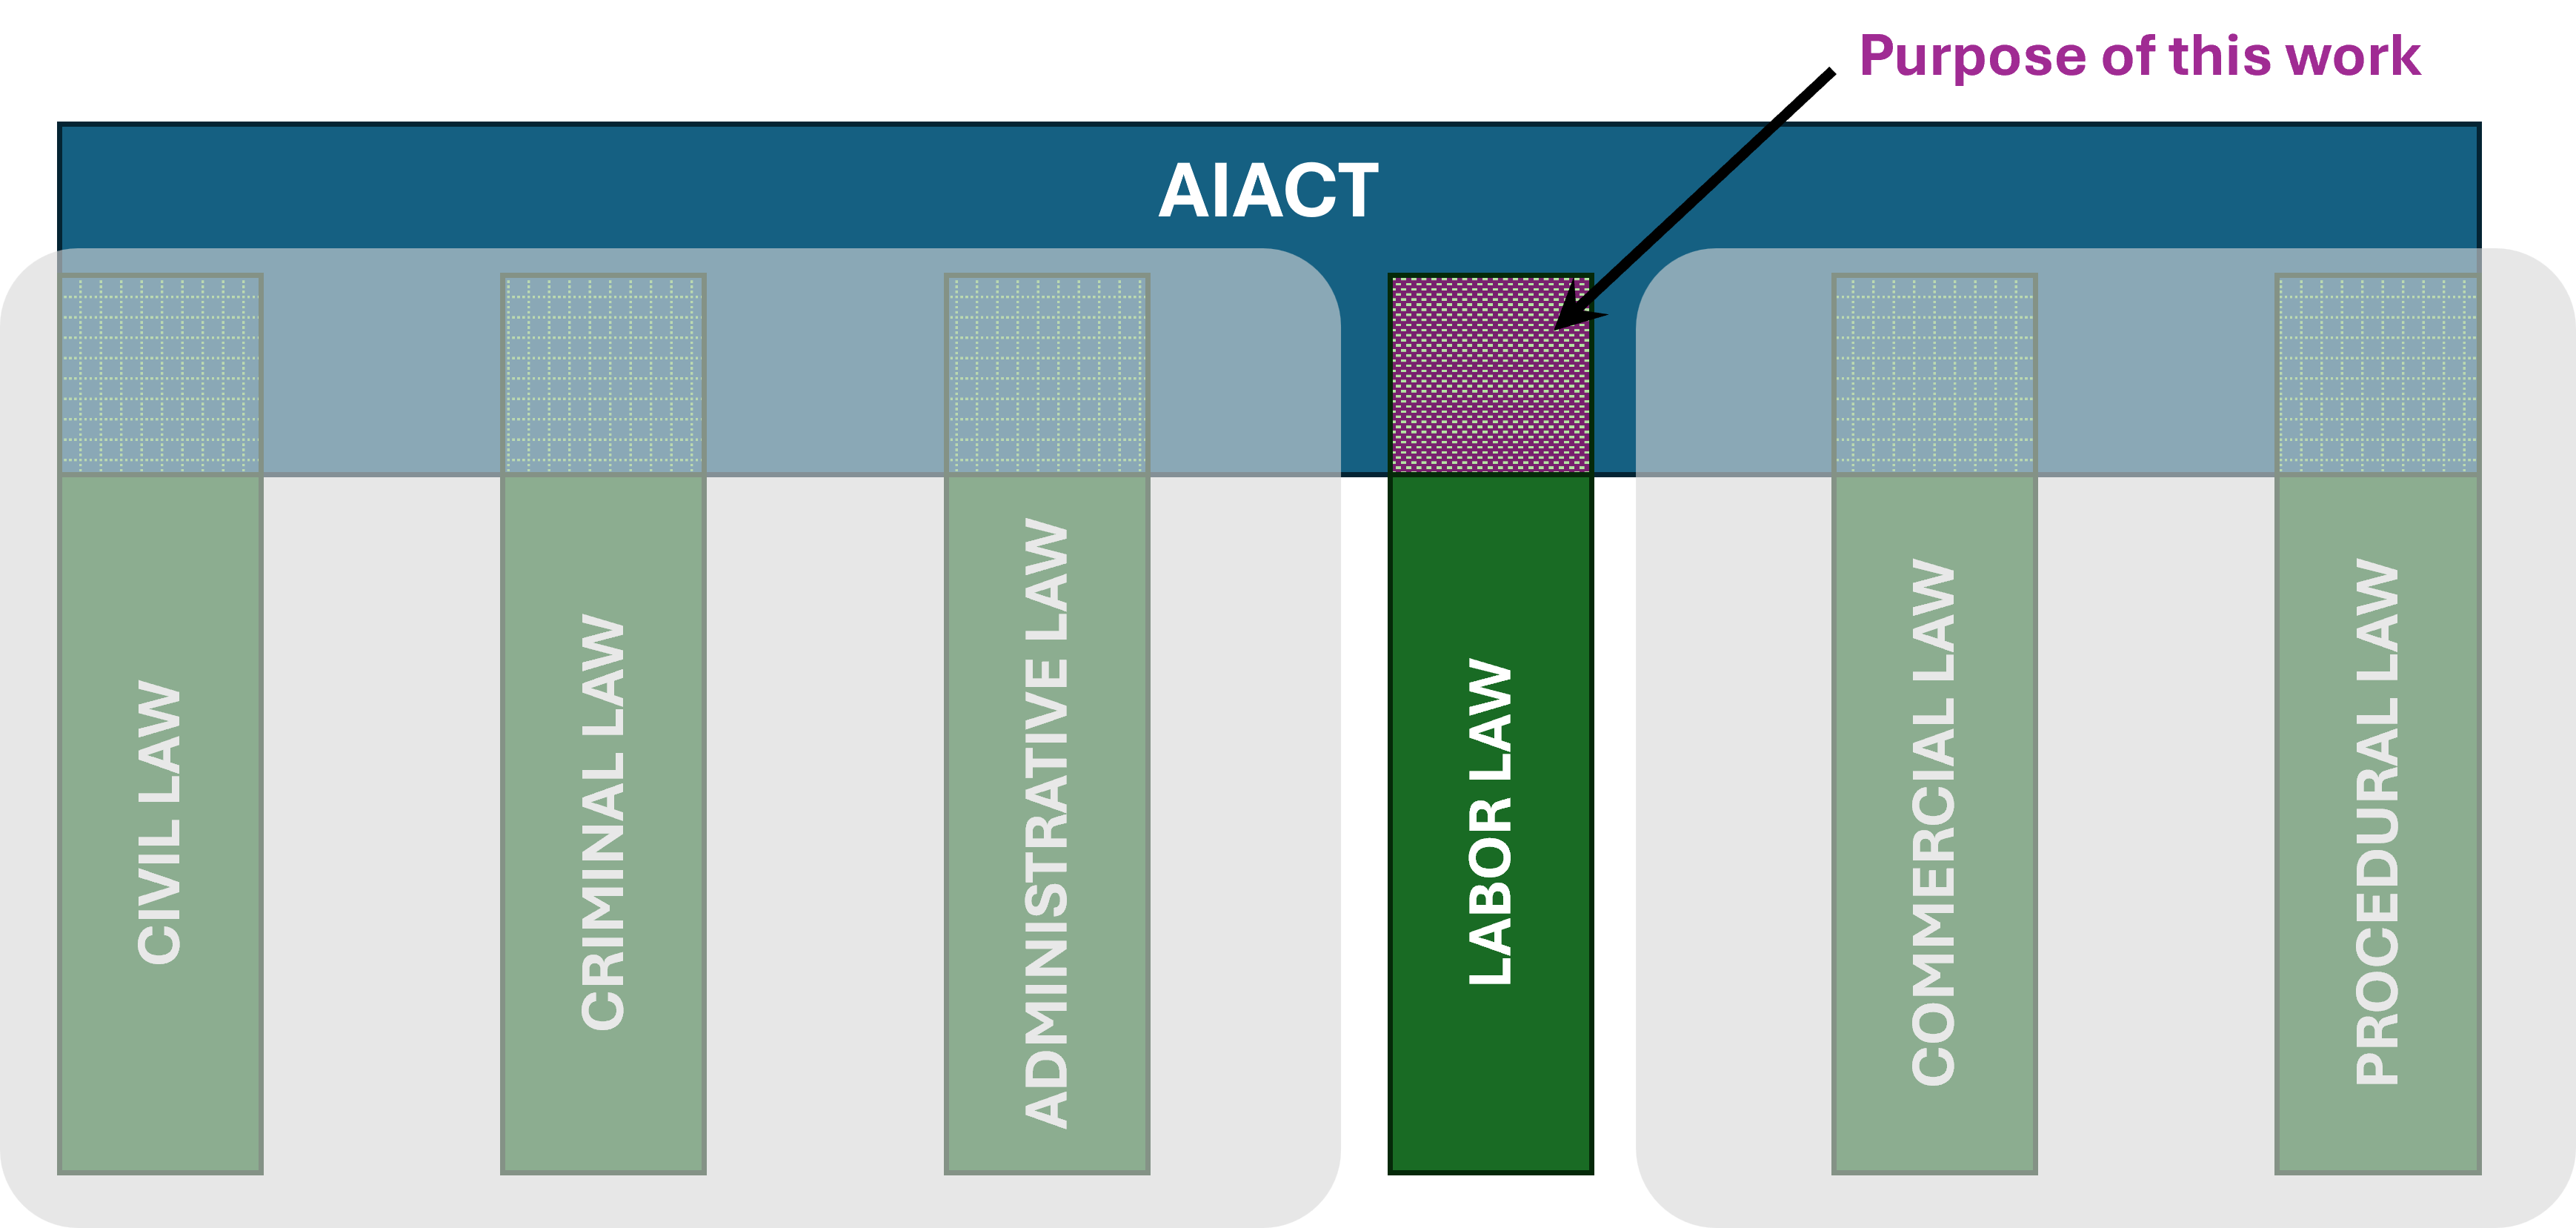 Purpose of this work
AIACT
CIVIL LAW
CRIMINAL LAW
ADMINISTRATIVE LAW
LABOR LAW
COMMERCIAL LAW
PROCEDURAL LAW